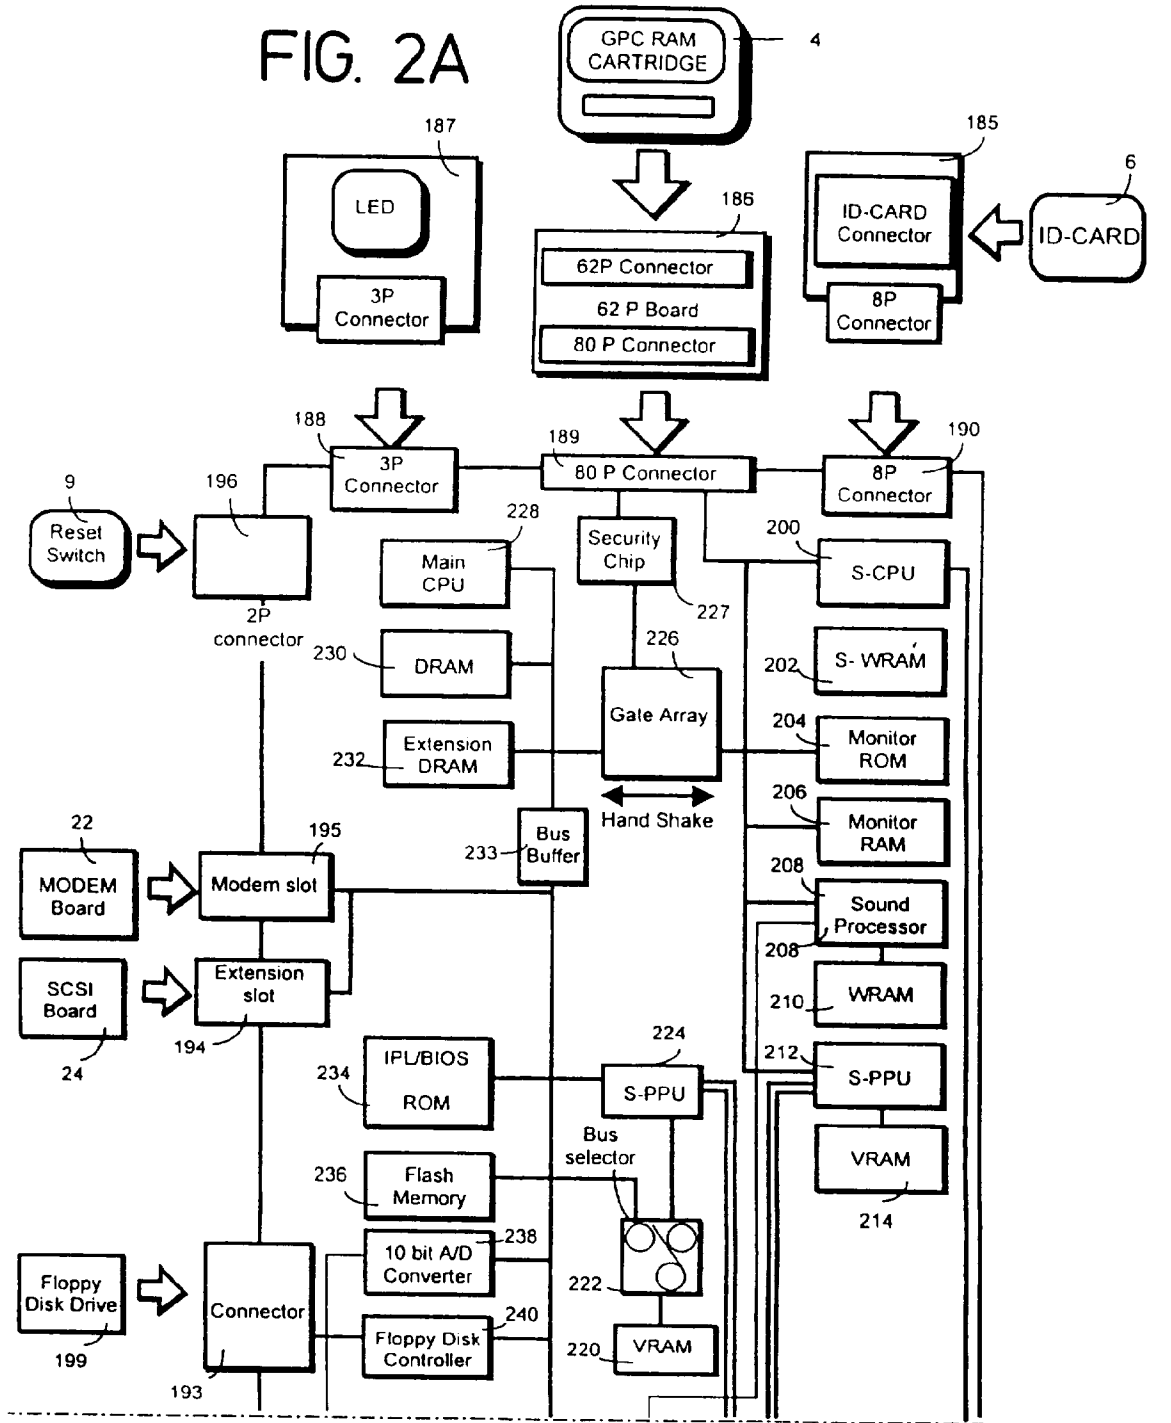 FIG. 2A
GPC RAM
CARTRIDGE
4
187
LED
3P
Connector
186
62P Connector
62 P Board
80 P Connector
185
ID-CARD
Connector
8P
Connector
6
ID-CARD
188
3P
Connector
189
80 P Connector
190
8P
Connector
9
Reset
Switch
196
2P
connector
228
Main
CPU
Security
Chip
227
200
S-CPU
230
DRAM
226
Gate Array
202
S- WRAM
232
Extension
DRAM
204
Monitor
ROM
Hand Shake
206
Monitor
RAM
22
MODEM
Board
195
Modem slot
233
Bus
Buffer
208
Sound
Processor
208
SCSI
Board
24
Extension
slot
194
210
WRAM
234
IPL/BIOS
ROM
224
S-PPU
212
S-PPU
Bus
selector
236
Flash
Memory
VRAM
214
238
10 bit A/D
Converter
222
Floppy
Disk Drive
199
Connector
193
240
Floppy Disk
Controller
220
VRAM